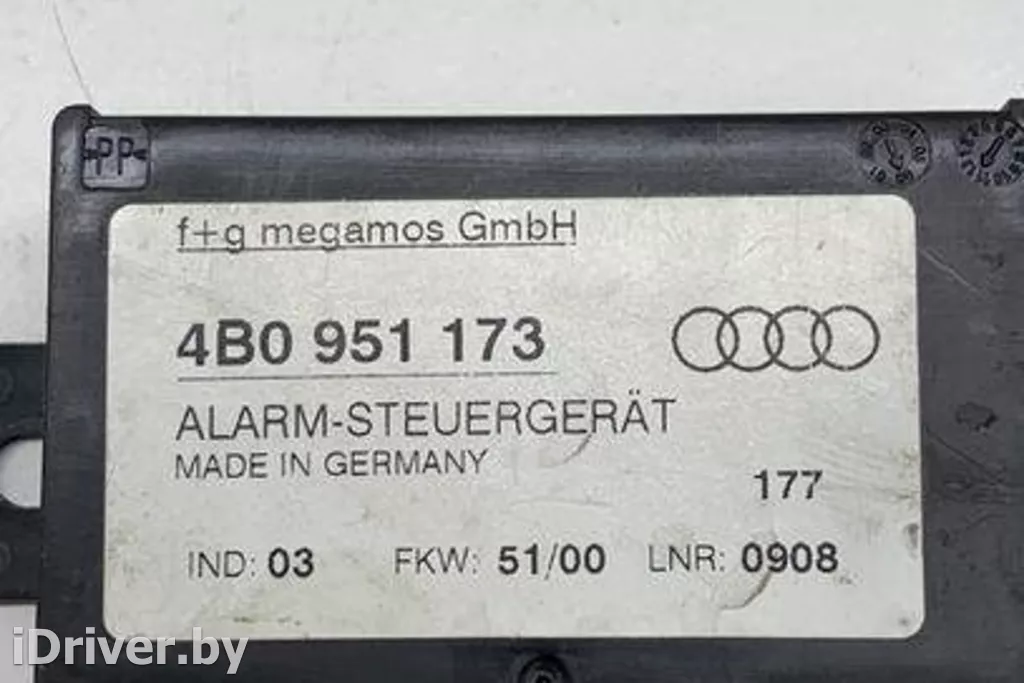 PP
f+g megamos GmbH
4B0 951 173
ALARM-STEUERGERÄT
MADE IN GERMANY
177
IND: 03 FKW: 51/00 LNR: 0908
iDriver.by